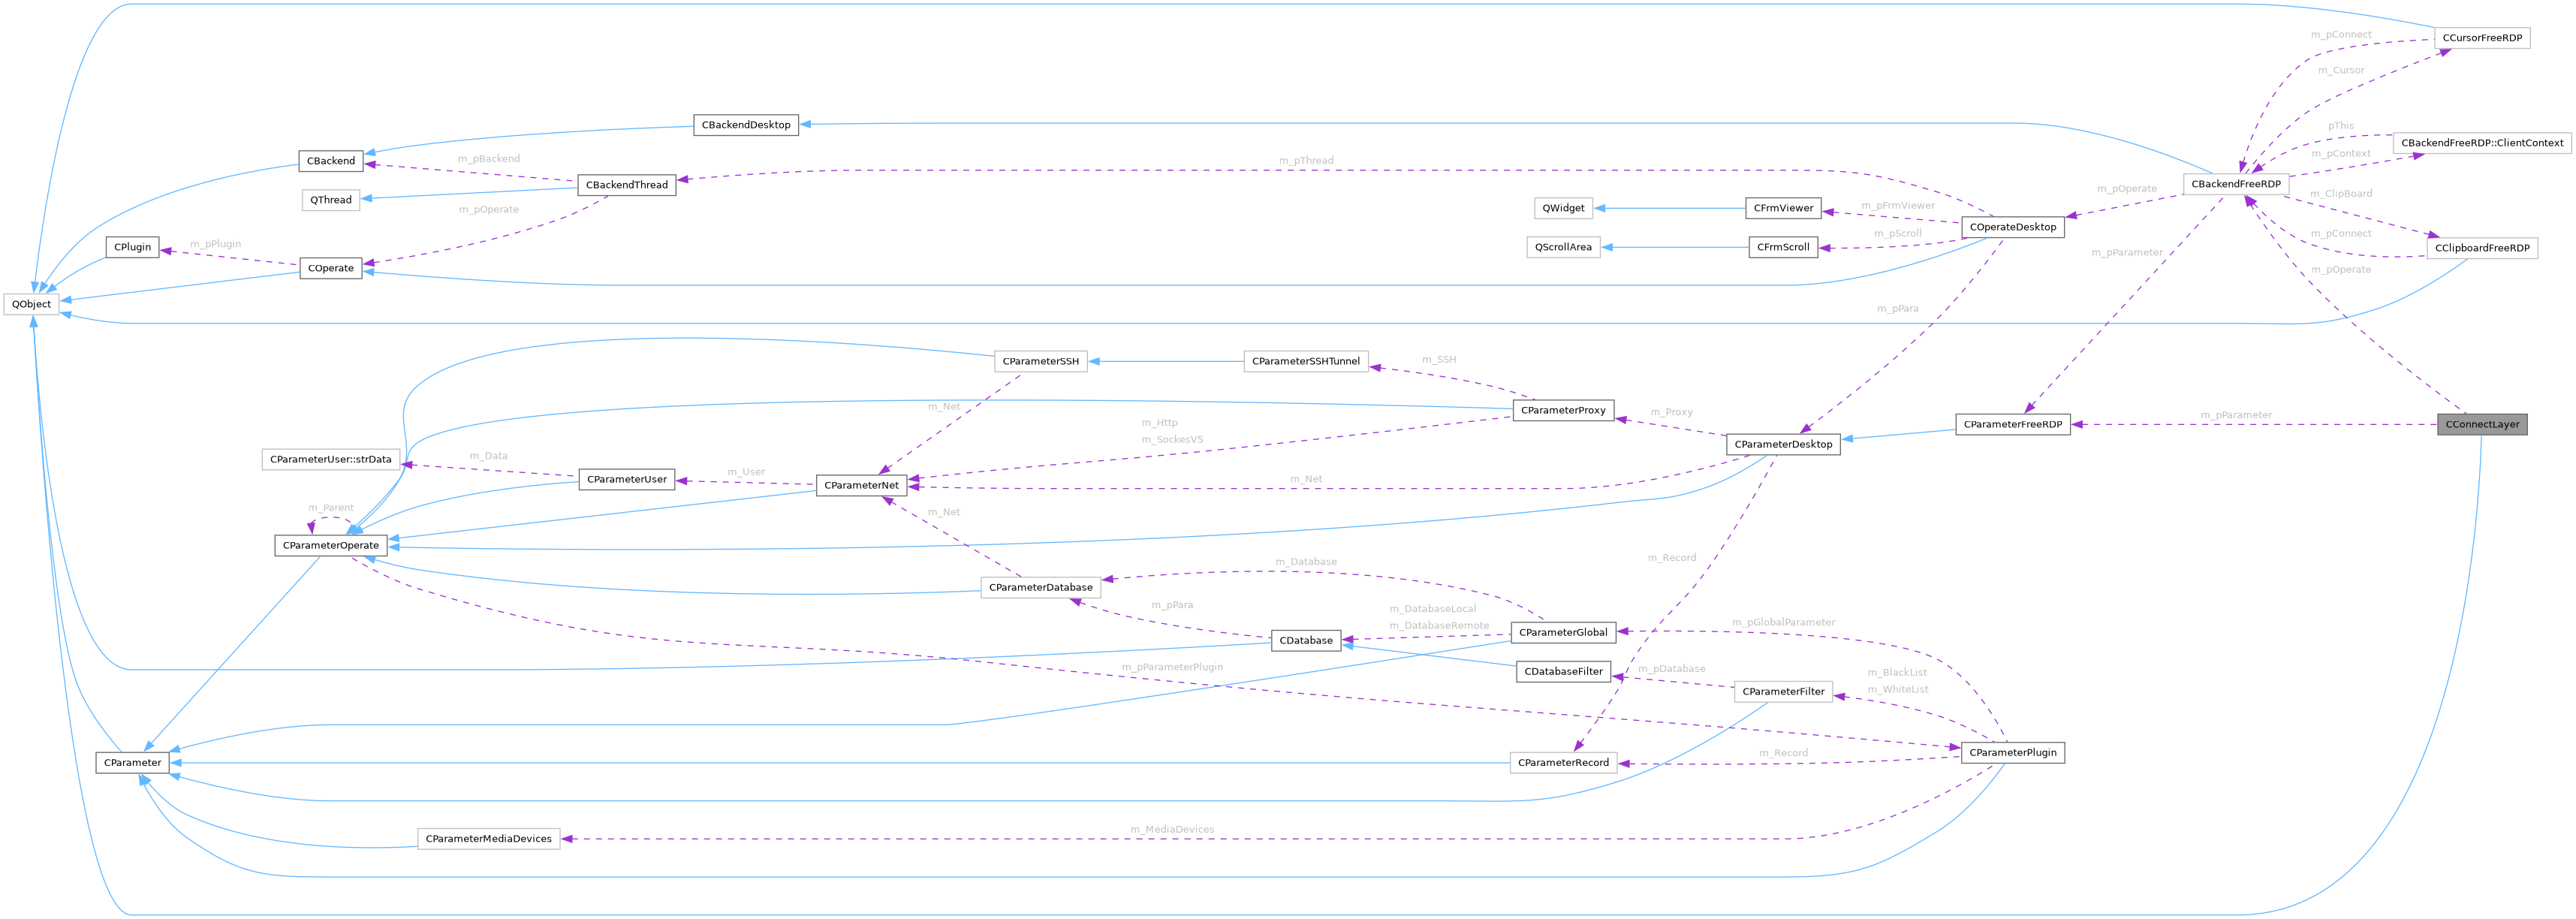 CCursorFreeRDP
m_pConnect
m_Cursor
CBackendDesktop
pThis
CBackendFreeRDP::ClientContext
m_pContext
CBackend
m_pBackend
m_pThread
CBackendThread
CBackendFreeRDP
m_pOperate
m_ClipBoard
QThread
m_pOperate
QWidget
CFrmViewer
m_pFrmViewer
COperateDesktop
m_pScroll
m_pConnect
CPlugin
m_pPlugin
QScrollArea
CFrmScroll
CClipboardFreeRDP
m_pParameter
COperate
m_pOperate
QObject
m_pPara
CParameterSSH
CParameterSSHTunnel
m_SSH
m_Net
CParameterProxy
m_Proxy
m_pParameter
m_Http
m_SockesV5
CParameterFreeRDP
CConnectLayer
CParameterDesktop
CParameterUser::strData
m_Data
m_User
CParameterUser
CParameterNet
m_Net
m_Parent
m_Net
CParameterOperate
m_Record
m_Database
CParameterDatabase
m_pPara
m_DatabaseLocal
m_DatabaseRemote
m_pGlobalParameter
CParameterGlobal
CDatabase
m_pParameterPlugin
CDatabaseFilter
m_pDatabase
m_BlackList
m_WhiteList
CParameterFilter
CParameter
CParameterRecord
m_Record
CParameterPlugin
m_MediaDevices
CParameterMediaDevices